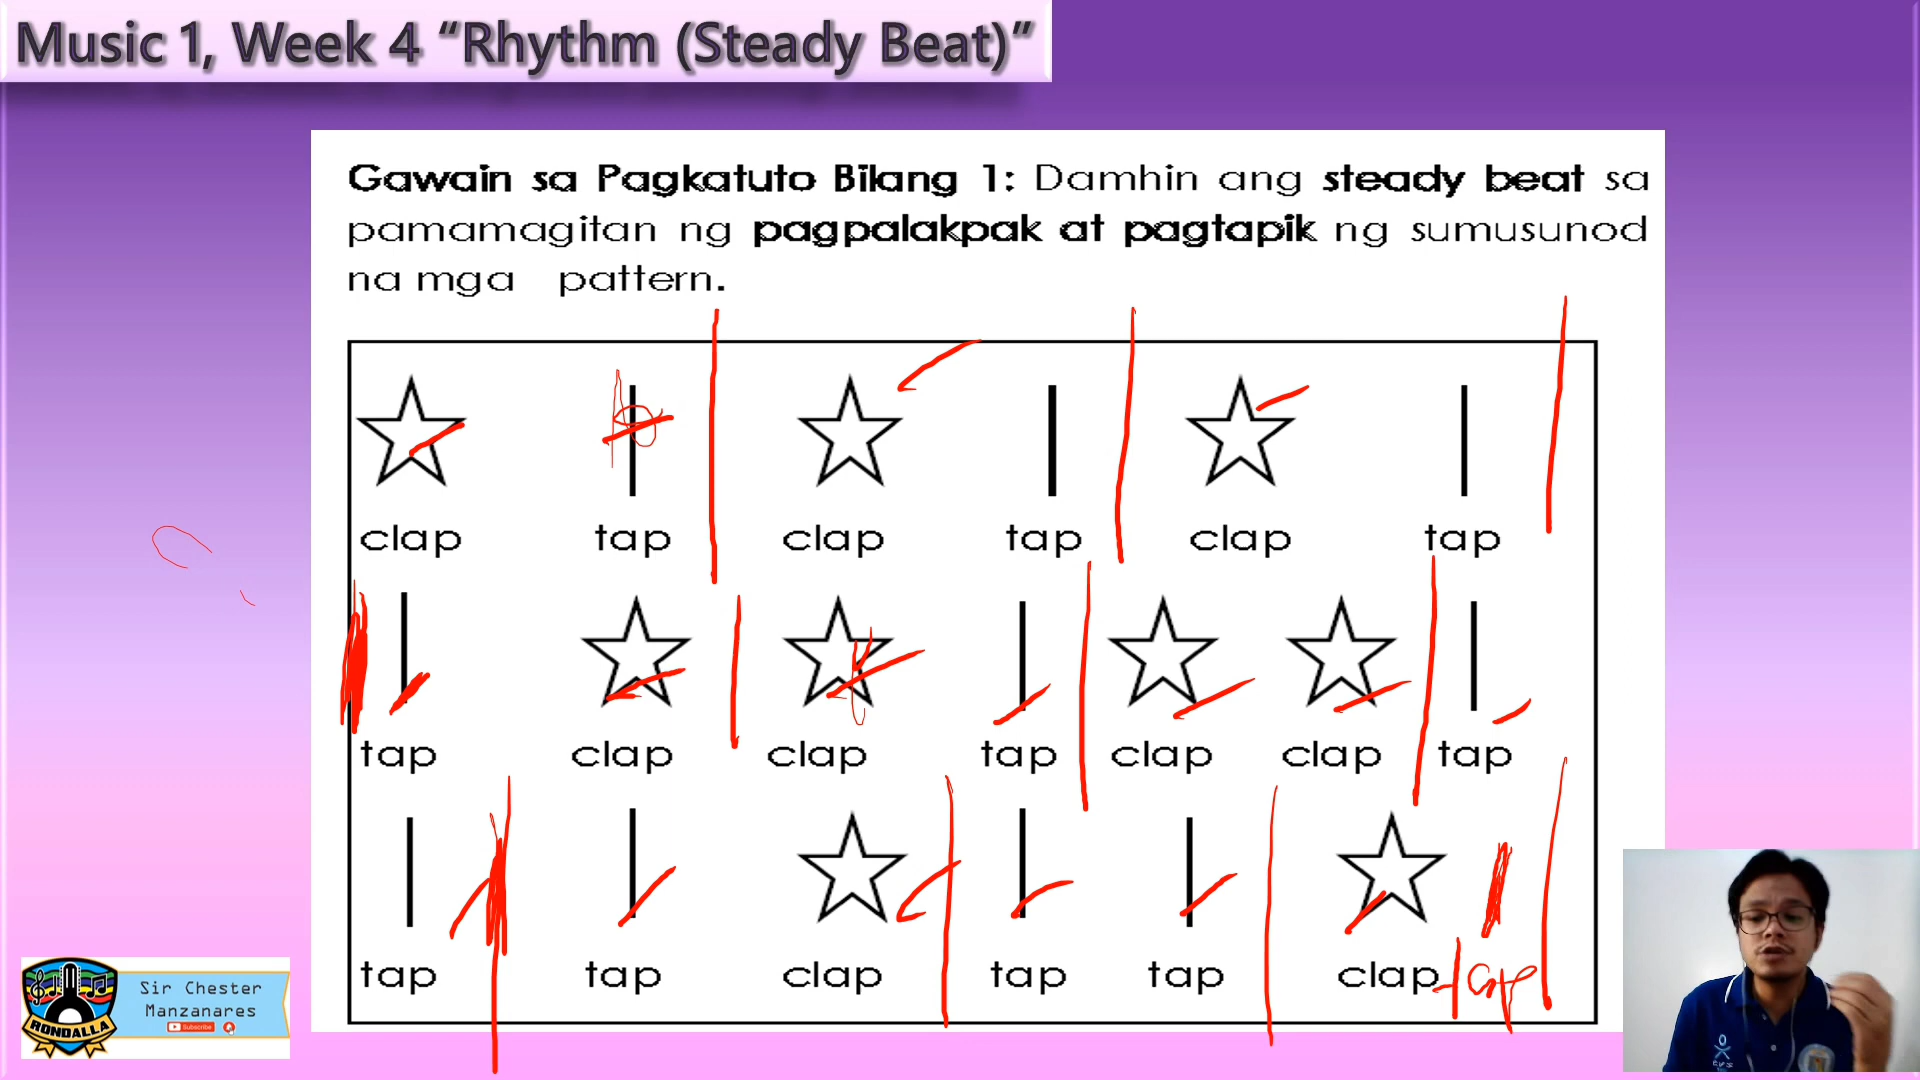 Music 1, Week 4 “Rhythm (Steady Beat)”
Gawain sa Pagkatuto Bilang 1: Damhin ang steady beat sa
pamamagitan ng pagpalakpak at pagtapik ng sumusunod
na mga pattern.
clap tap clap tap clap tap
tap clap clap tap clap clap tap
tap tap clap tap tap clap tap
Sir Chester
Manzanares
Subscribe
RONDALLA